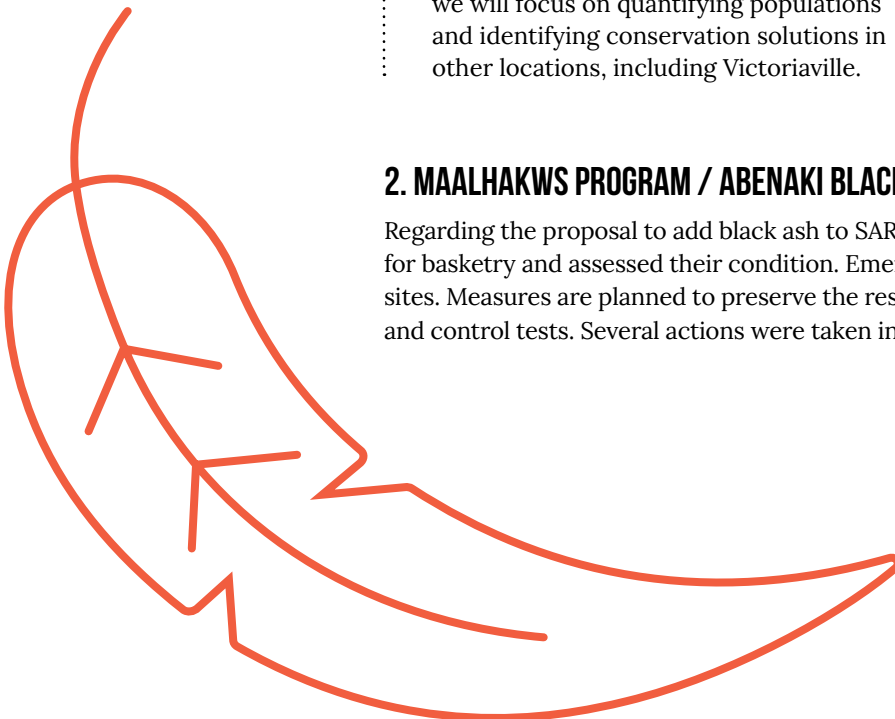 we will focus on quantifying populations
and identifying conservation solutions in
other locations, including Victoriaville.
2. MAALHAKWS PROGRAM / ABENAKI BLAC
Regarding the proposal to add black ash to SAR
for basketry and assessed their condition. Eme
sites. Measures are planned to preserve the res
and control tests. Several actions were taken in